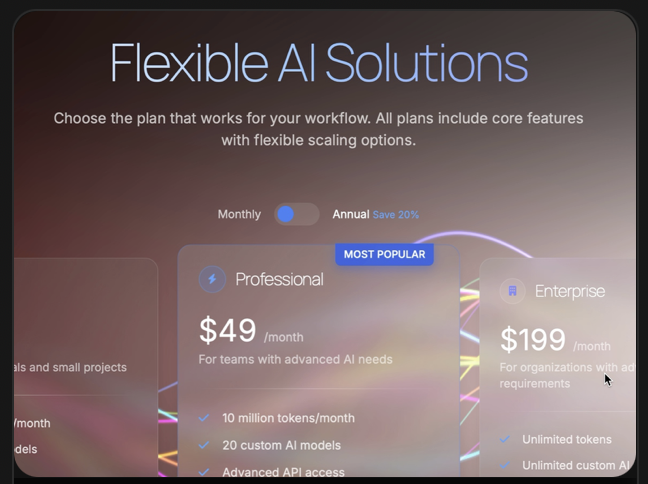 Flexible AI Solutions
Choose the plan that works for your workflow. All plans include core features
with flexible scaling options.
Monthly
Annual Save 20%
als and small projects
/month
dels
MOST POPULAR
Professional
$49 /month
For teams with advanced AI needs
10 million tokens/month
20 custom AI models
Advanced API access
Enterprise
$199 /month
For organizations with ad
requirements
Unlimited tokens
Unlimited custom AI